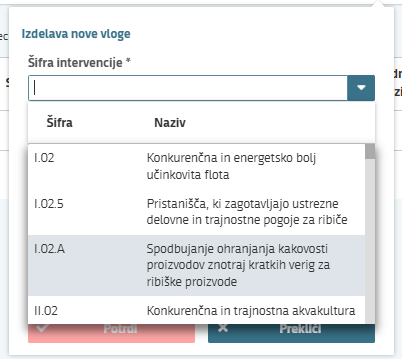 Izdelava nove vloge
Šifra intervencije *
Šifra Naziv
I.02 Konkurenčna in energetsko bolj
učinkovita flota
I.02.5 Pristanišča, ki zagotavljajo ustrezne
delovne in trajnostne pogoje za ribiče
I.02.A Spodbujanje ohranjanja kakovosti
proizvodov znotraj kratkih verig za
ribiške proizvode
II.02 Konkurenčna in trajnostna akvakultura
Potrdi Prekliči